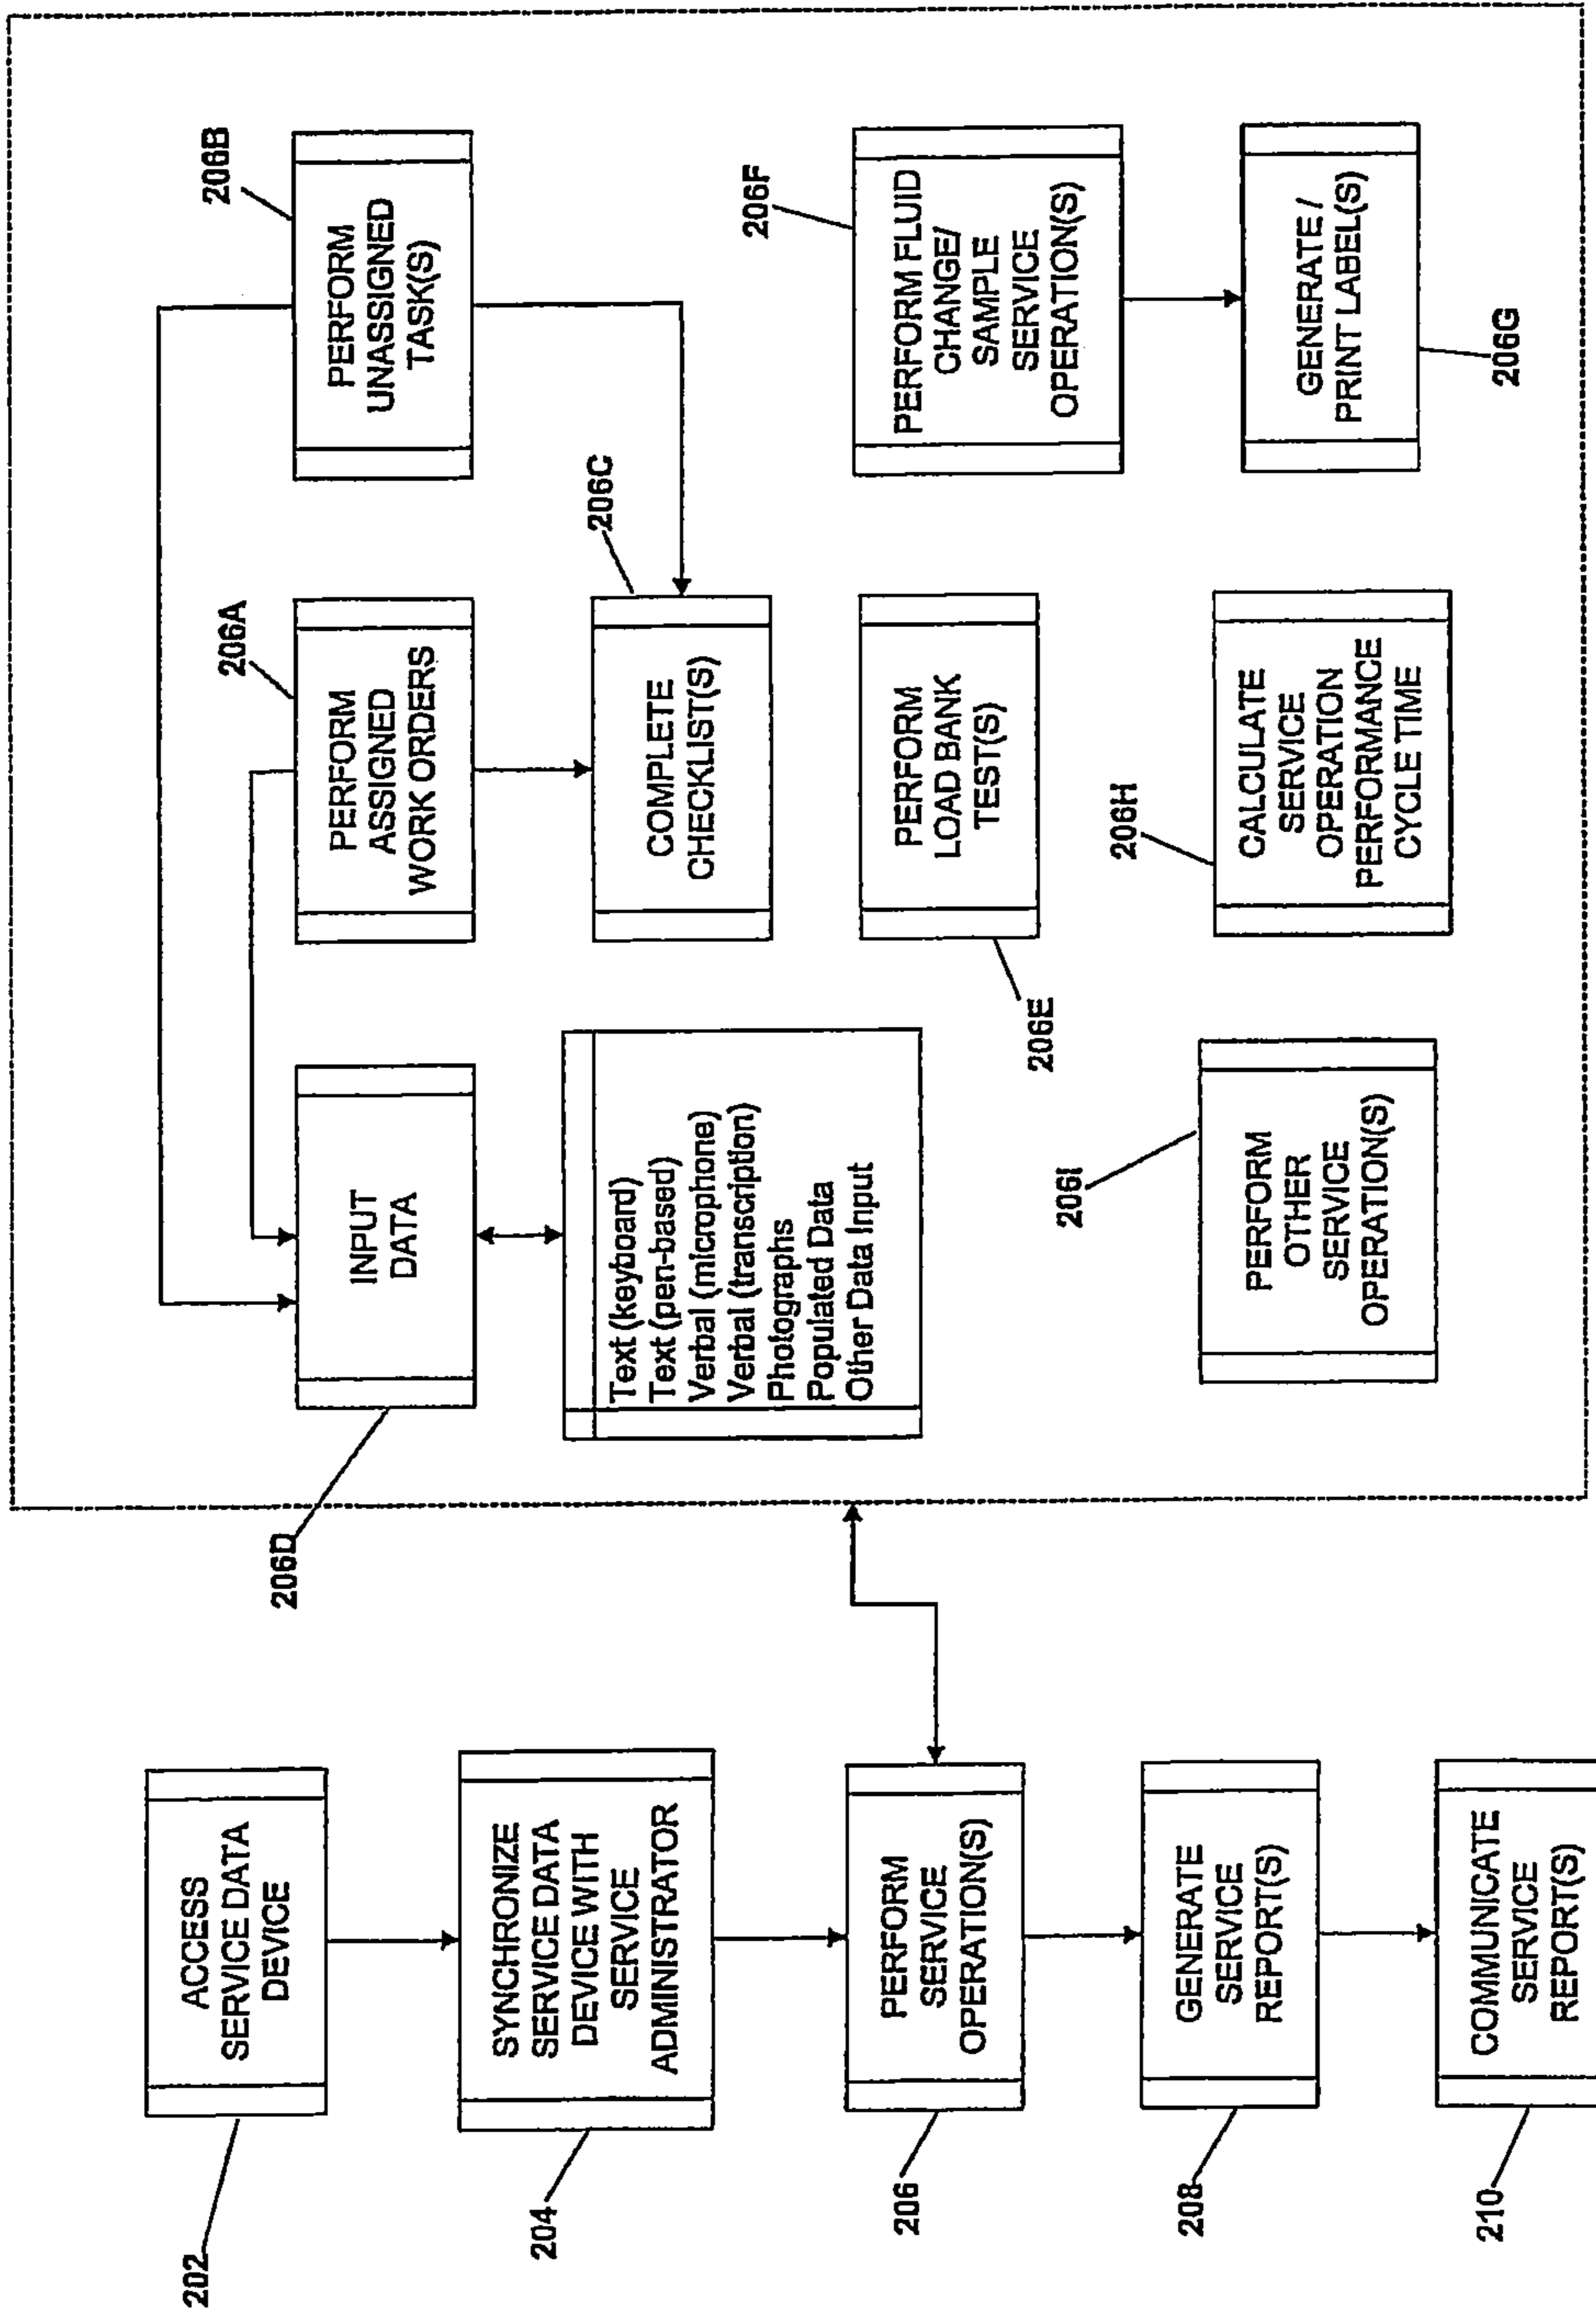 202
ACCESS
SERVICE DATA
DEVICE
204
SYNCHRONIZE
SERVICE DATA
DEVICE WITH
SERVICE
ADMINISTRATOR
206
PERFORM
SERVICE
OPERATION(S)
208
GENERATE
SERVICE
REPORT(S)
210
COMMUNICATE
SERVICE
REPORT(S)
206D
INPUT
DATA
Text (keyboard)
Text (pen-based)
Verbal (microphone)
Verbal (transcription)
Photographs
Populated Data
Other Data Input
206A
PERFORM
ASSIGNED
WORK ORDERS
206B
PERFORM
UNASSIGNED
TASK(S)
206C
COMPLETE
CHECKLIST(S)
206E
PERFORM
LOAD BANK
TEST(S)
206F
PERFORM FLUID
CHANGE/
SAMPLE
SERVICE
OPERATION(S)
206G
GENERATE /
PRINT LABEL(S)
206H
CALCULATE
SERVICE
OPERATION
PERFORMANCE
CYCLE TIME
206I
PERFORM
OTHER
SERVICE
OPERATION(S)